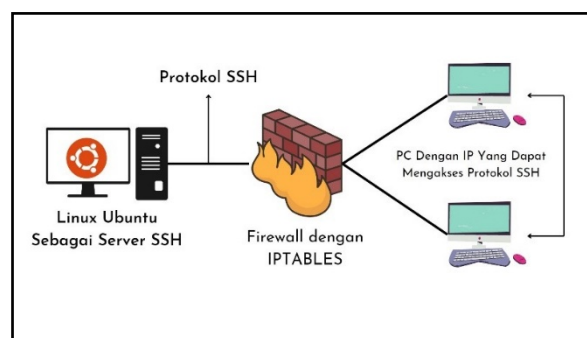 Protokol SSH
Linux Ubuntu
Sebagai Server SSH
Firewall dengan
IPTABLES
PC Dengan IP Yang Dapat
Mengakses Protokol SSH